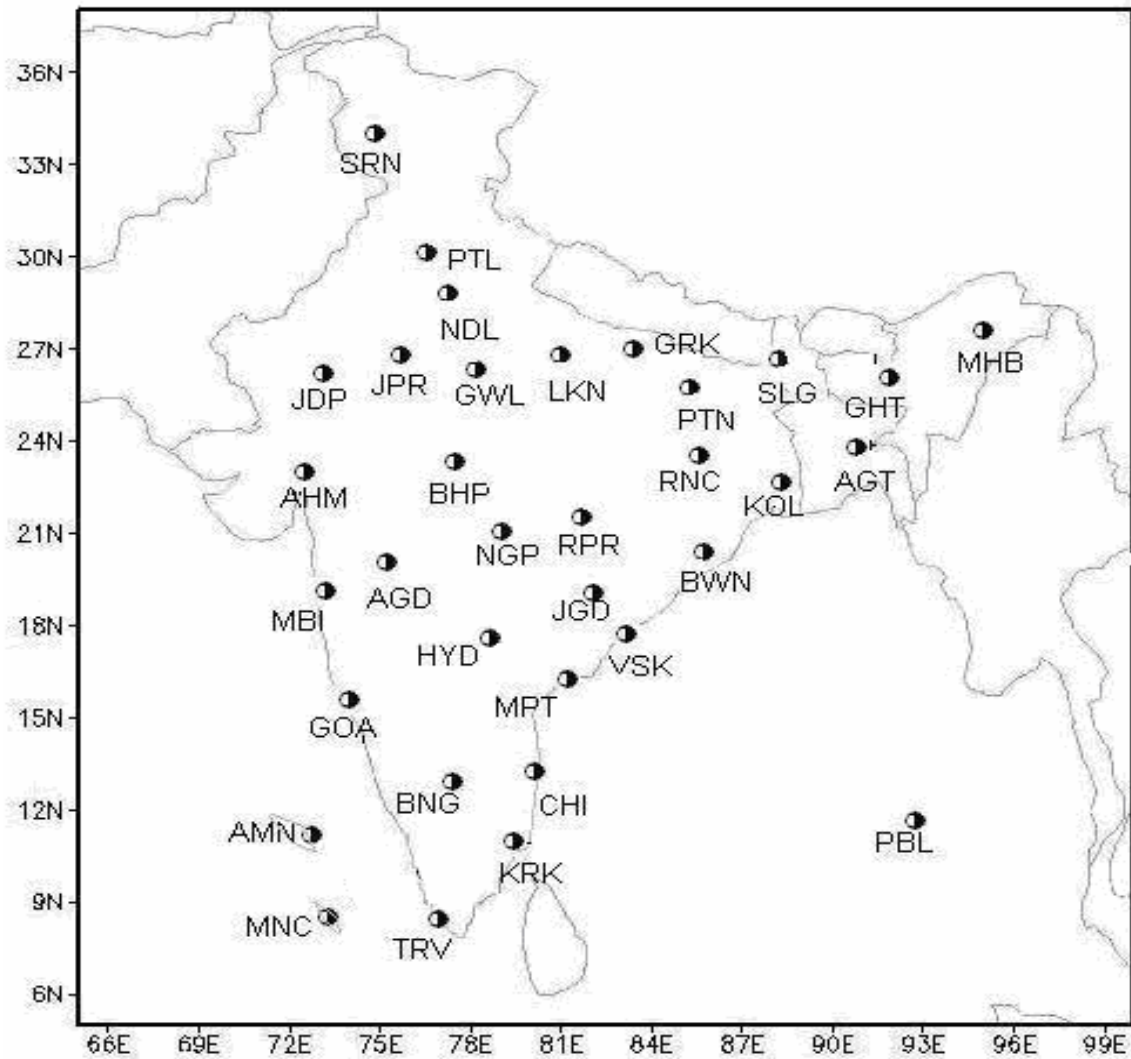 36N
SRN
33N
30N
PTL
NDL
GRK
27N
MHB
JPR
GWL
LKN
SLG
JDP
GHT
PTN
24N
RNC
AGT
AHM
BHP
KOL
21N
NGP
RPR
BWN
AGD
JGD
MBI
18N
HYD
VSK
MPT
GOA
15N
BNG
CHI
12N
AMN
PBL
KRK
9N
MNC
TRV
6N
66E 69E 72E 75E 78E 81E 84E 87E 90E 93E 96E 99E